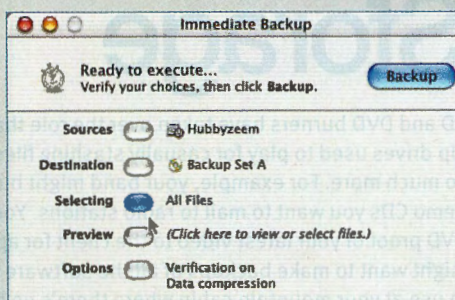 Immediate Backup
Ready to execute...
Verify your choices, then click Backup.
Backup
Sources Hubbyzeem
Destination Backup Set A
Selecting All Files
Preview (Click here to view or select files.)
Options Verification on
Data compression